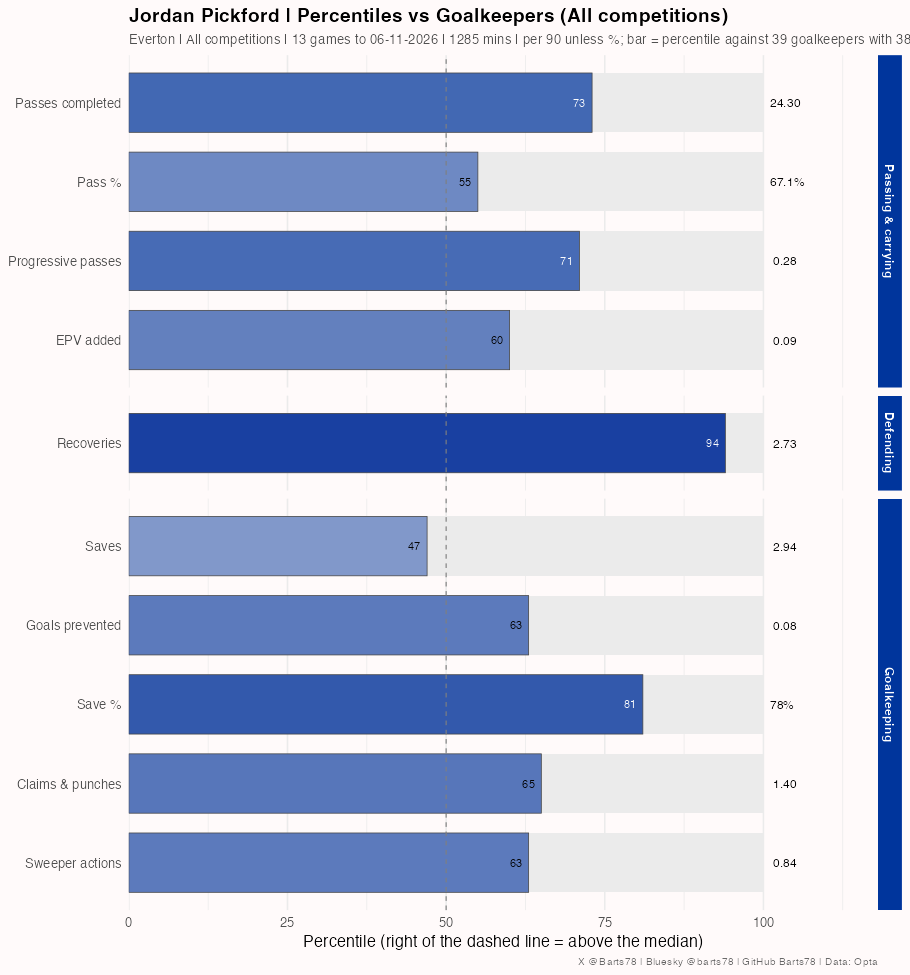 Jordan Pickford | Percentiles vs Goalkeepers (All competitions)
Everton | All competitions | 13 games to 06-11-2026 | 1285 mins | per 90 unless %; bar = percentile against 39 goalkeepers with 38
Passes completed 73 24.30
Pass % 55 67.1%
Progressive passes 71 0.28
EPV added 60 0.09
Passing & carrying
Recoveries 94 2.73
Defending
Saves 47 2.94
Goals prevented 63 0.08
Save % 81 78%
Claims & punches 65 1.40
Sweeper actions 63 0.84
Goalkeeping
0 25 50 75 100
Percentile (right of the dashed line = above the median)
X @Barts78 | Bluesky @barts78 | GitHub Barts78 | Data: Opta